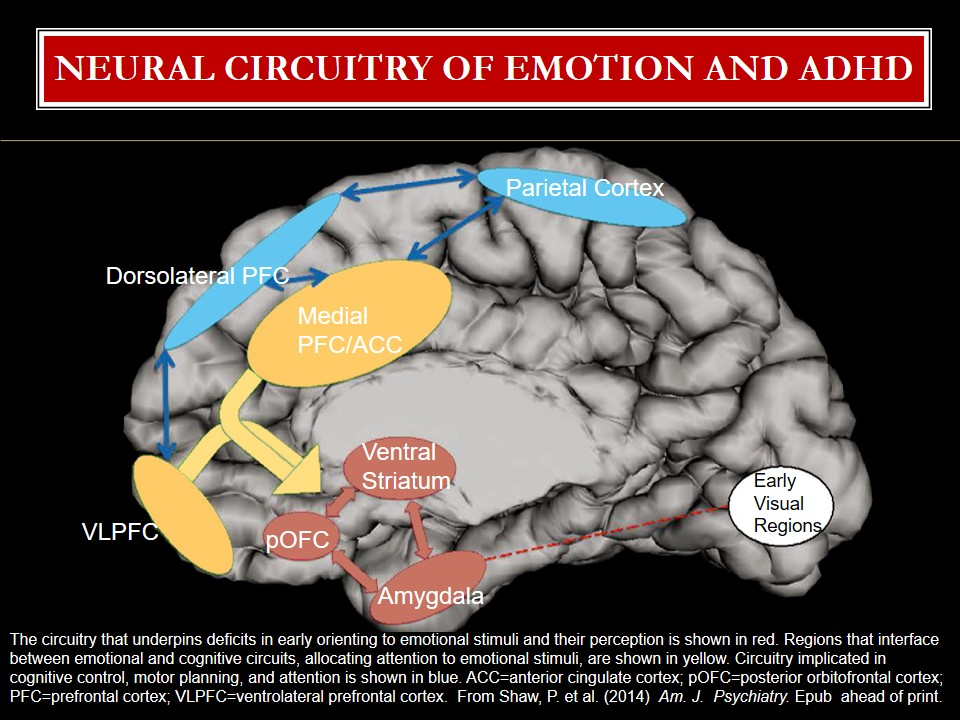 NEURAL CIRCUITRY OF EMOTION AND ADHD
Parietal Cortex
Dorsolateral PFC
Medial
PFC/ACC
Ventral
Striatum
Early
Visual
Regions
VLPFC
pOFC
Amygdala
The circuitry that underpins deficits in early orienting to emotional stimuli and their perception is shown in red. Regions that interface
between emotional and cognitive circuits, allocating attention to emotional stimuli, are shown in yellow. Circuitry implicated in
cognitive control, motor planning, and attention is shown in blue. ACC=anterior cingulate cortex; pOFC=posterior orbitofrontal cortex;
PFC=prefrontal cortex; VLPFC=ventrolateral prefrontal cortex. From Shaw, P. et al. (2014) Am. J. Psychiatry. Epub ahead of print.